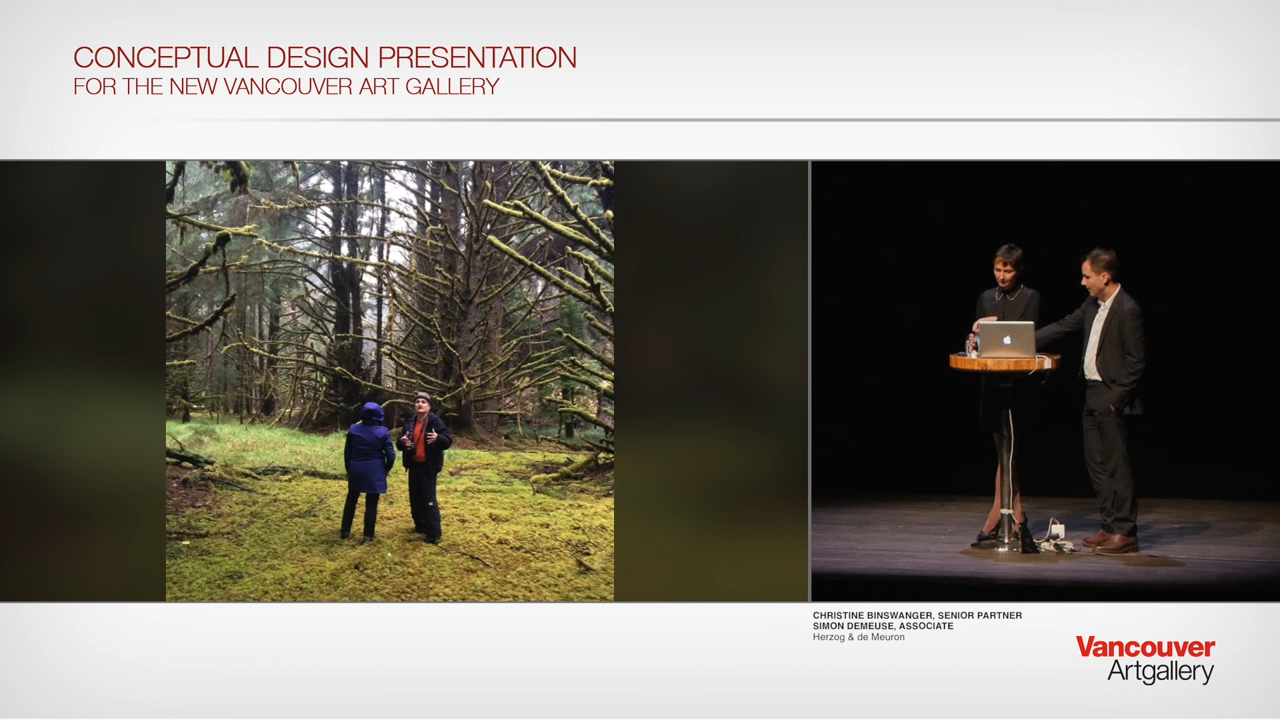 CONCEPTUAL DESIGN PRESENTATION
FOR THE NEW VANCOUVER ART GALLERY
CHRISTINE BINSWANGER, SENIOR PARTNER
SIMON DEMEUSE, ASSOCIATE
Herzog & de Meuron
Vancouver
Artgallery